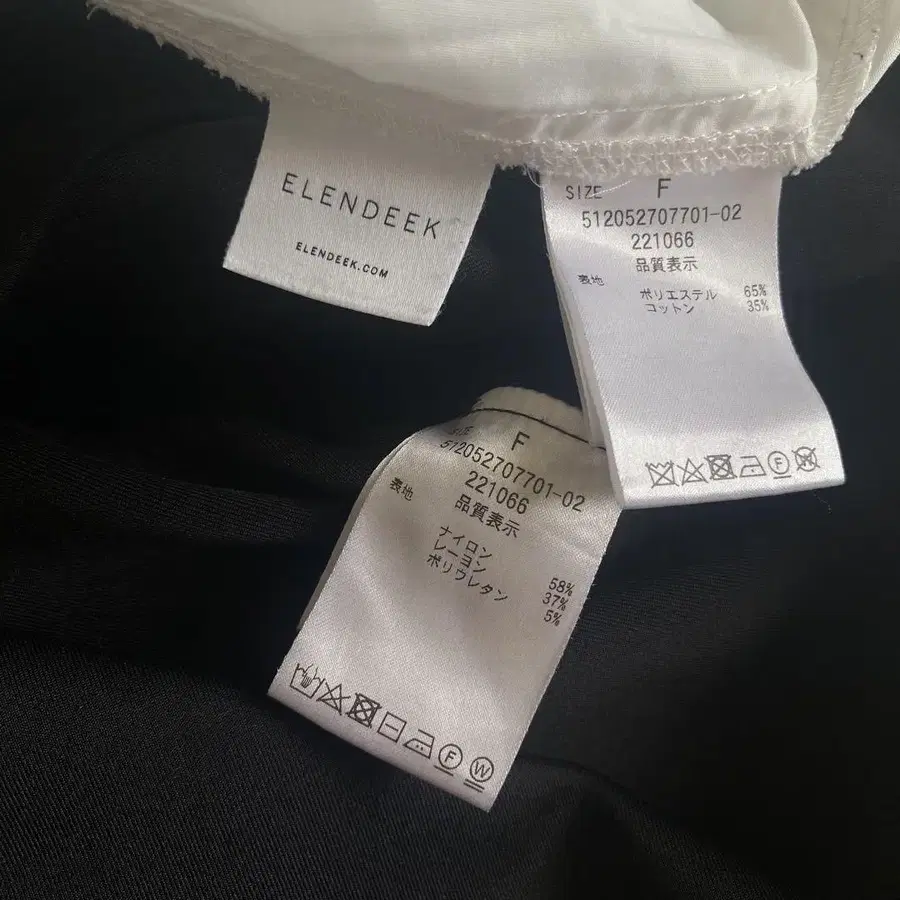 ELENDEEK
ELENDEEK.COM
SIZE F
512052707701-02
221066
品質表示
表地
ポリエステル 65%
コットン 35%
SIZE F
512052707701-02
221066
品質表示
表地
ナイロン 58%
レーヨン 37%
ポリウレタン 5%
F
W